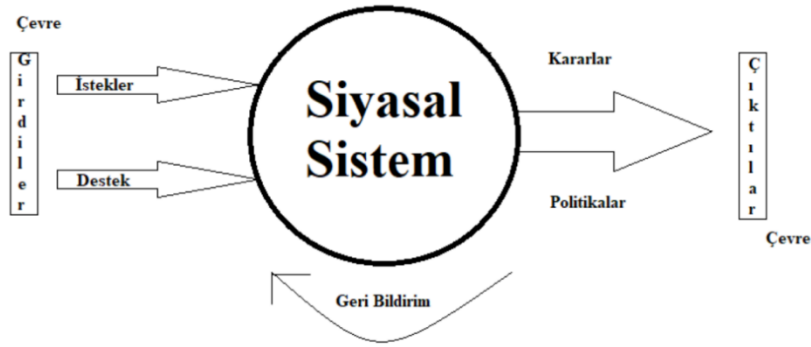 Çevre
Girdiler
İstekler
Destek
Siyasal
Sistem
Kararlar
Politikalar
Çıktılar
Çevre
Geri Bildirim